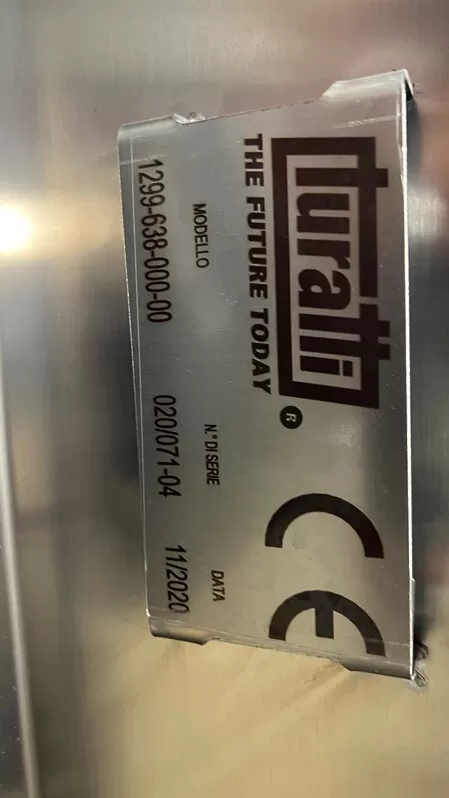 turatti ®
THE FUTURE TODAY
CE
MODELLO N.° DI SERIE DATA
1299-638-000-00 020/071-04 11/2020